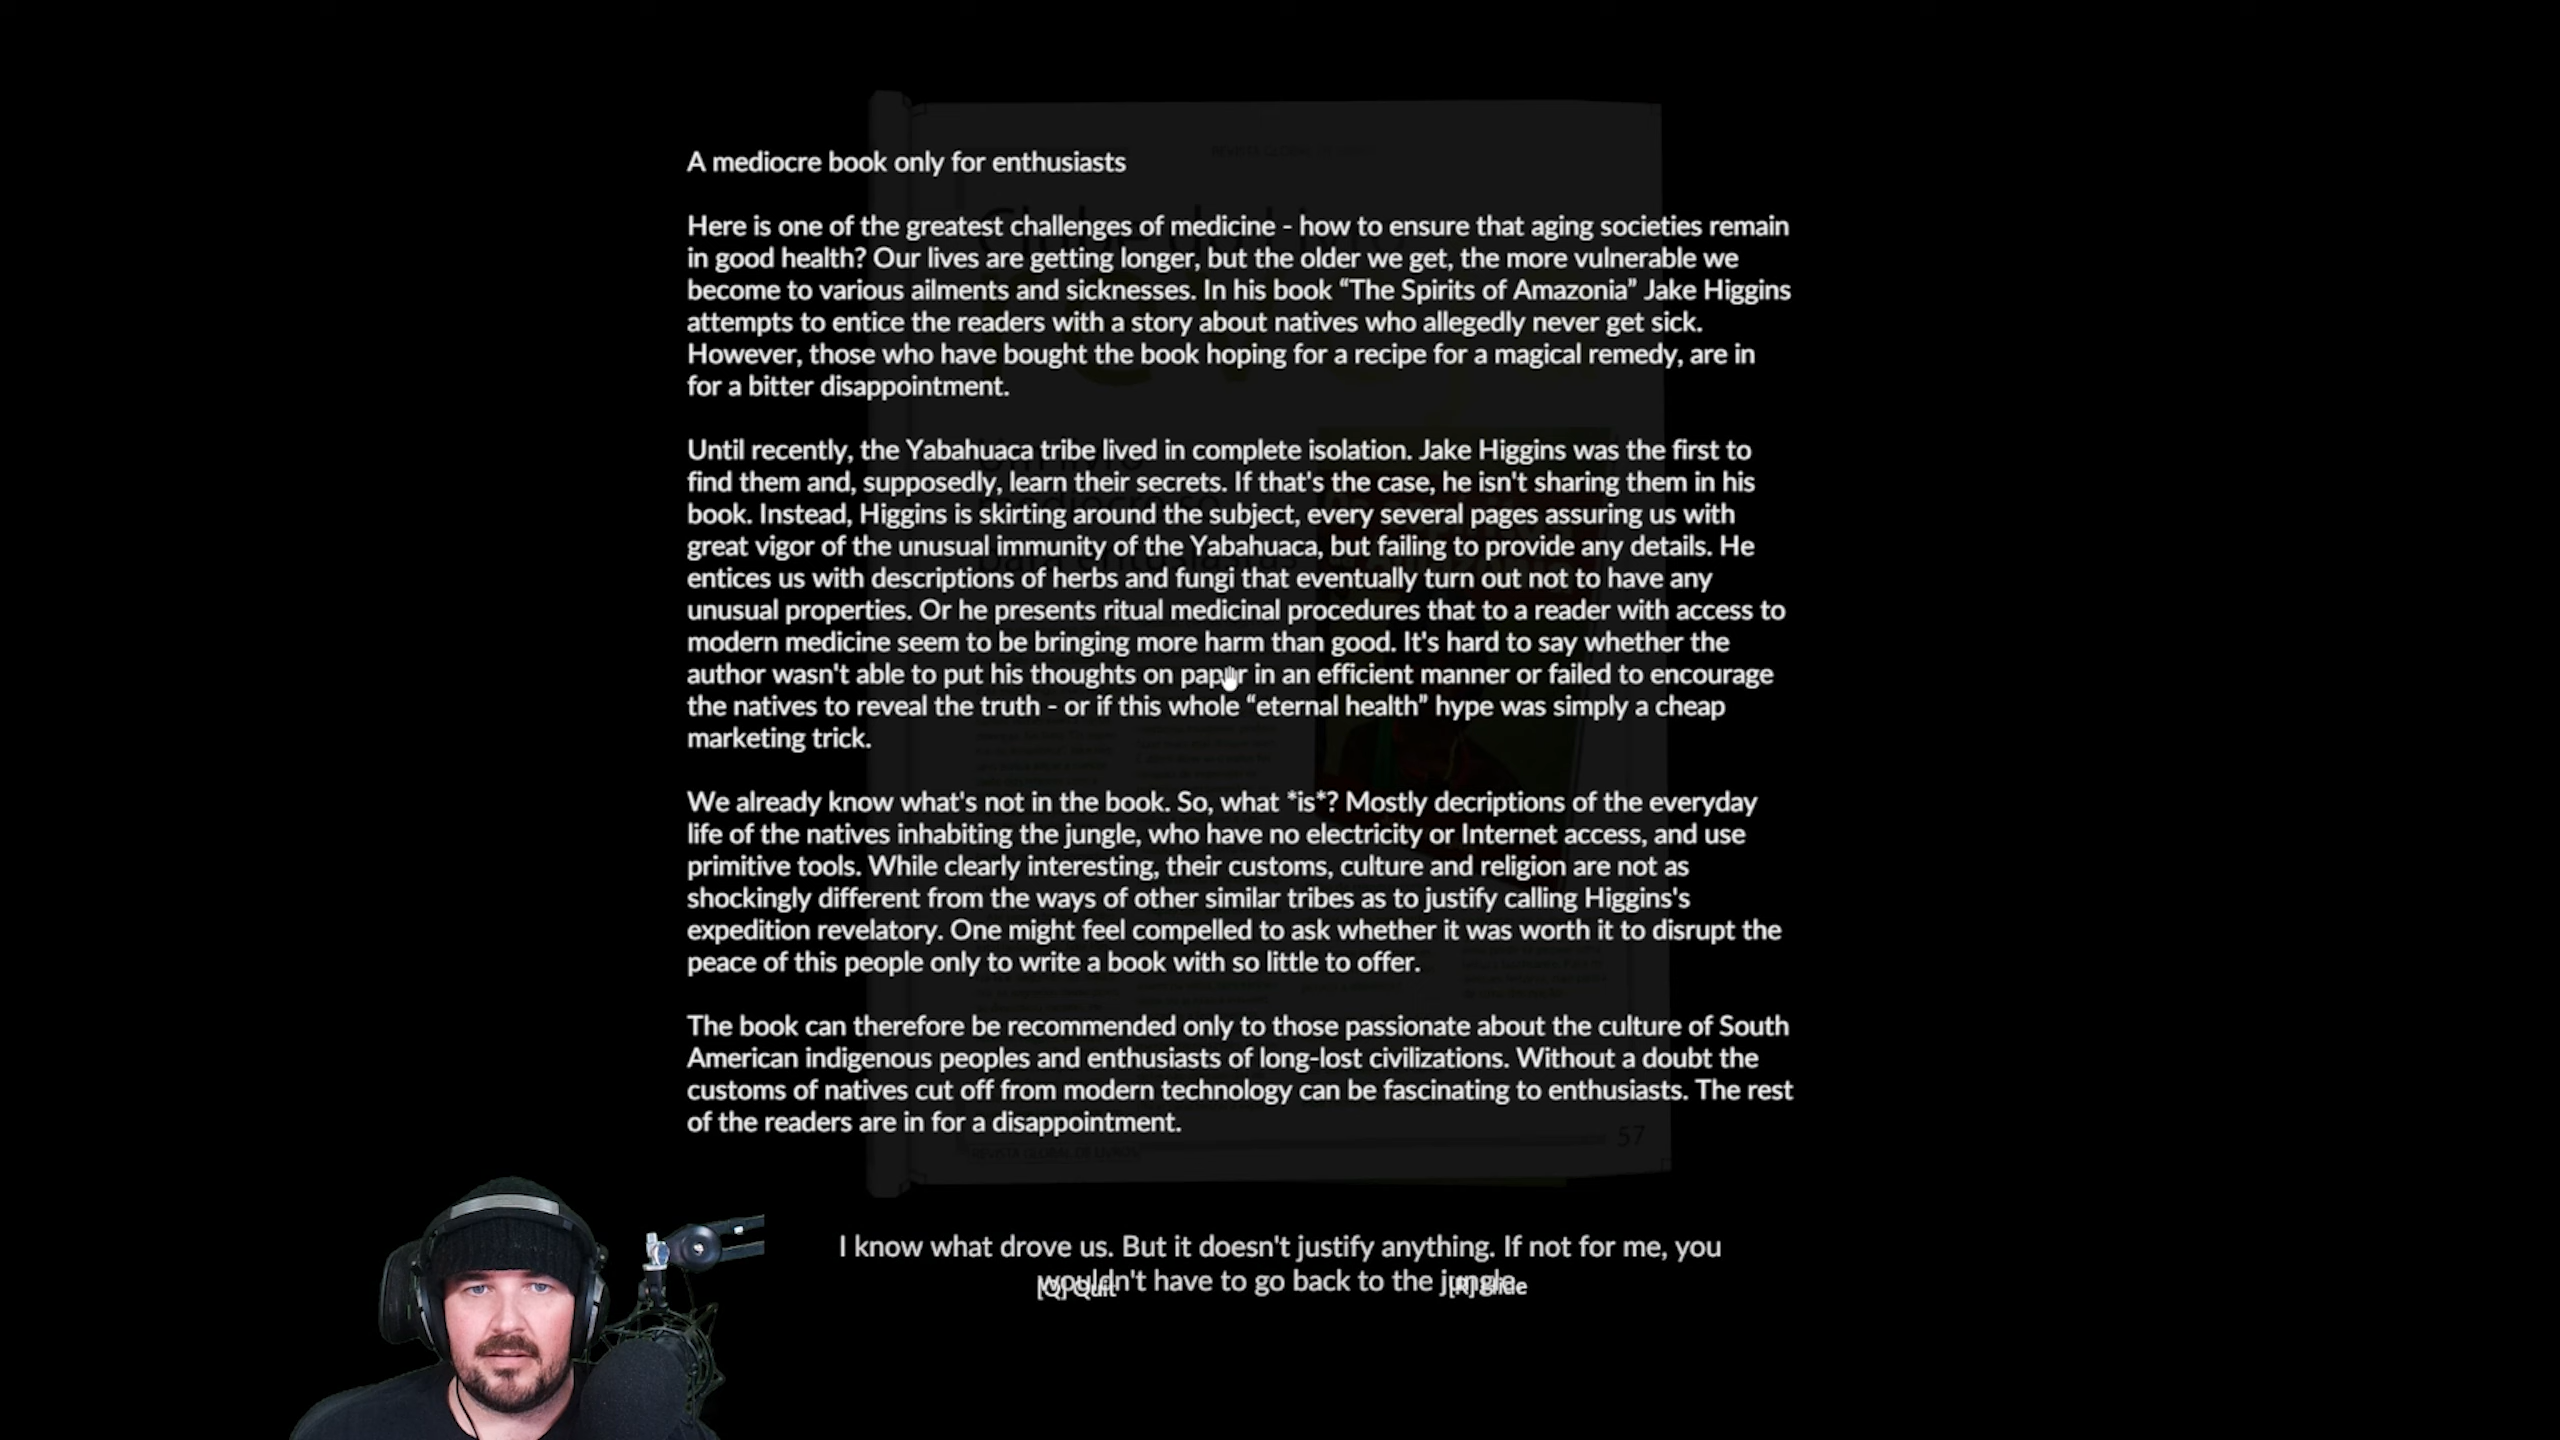 A mediocre book only for enthusiasts
Here is one of the greatest challenges of medicine - how to ensure that aging societies remain
in good health? Our lives are getting longer, but the older we get, the more vulnerable we
become to various ailments and sicknesses. In his book “The Spirits of Amazonia” Jake Higgins
attempts to entice the readers with a story about natives who allegedly never get sick.
However, those who have bought the book hoping for a recipe for a magical remedy, are in
for a bitter disappointment.
Until recently, the Yabahuaca tribe lived in complete isolation. Jake Higgins was the first to
find them and, supposedly, learn their secrets. If that's the case, he isn't sharing them in his
book. Instead, Higgins is skirting around the subject, every several pages assuring us with
great vigor of the unusual immunity of the Yabahuaca, but failing to provide any details. He
entices us with descriptions of herbs and fungi that eventually turn out not to have any
unusual properties. Or he presents ritual medicinal procedures that to a reader with access to
modern medicine seem to be bringing more harm than good. It's hard to say whether the
author wasn't able to put his thoughts on paper in an efficient manner or failed to encourage
the natives to reveal the truth - or if this whole “eternal health” hype was simply a cheap
marketing trick.
We already know what's not in the book. So, what *is*? Mostly decriptions of the everyday
life of the natives inhabiting the jungle, who have no electricity or Internet access, and use
primitive tools. While clearly interesting, their customs, culture and religion are not as
shockingly different from the ways of other similar tribes as to justify calling Higgins's
expedition revelatory. One might feel compelled to ask whether it was worth it to disrupt the
peace of this people only to write a book with so little to offer.
The book can therefore be recommended only to those passionate about the culture of South
American indigenous peoples and enthusiasts of long-lost civilizations. Without a doubt the
customs of natives cut off from modern technology can be fascinating to enthusiasts. The rest
of the readers are in for a disappointment.
57
REVISTA GLOBAL DE LIVROS
I know what drove us. But it doesn't justify anything. If not for me, you
wouldn't have to go back to the jungle.
[Q] Quit
[R] Hide